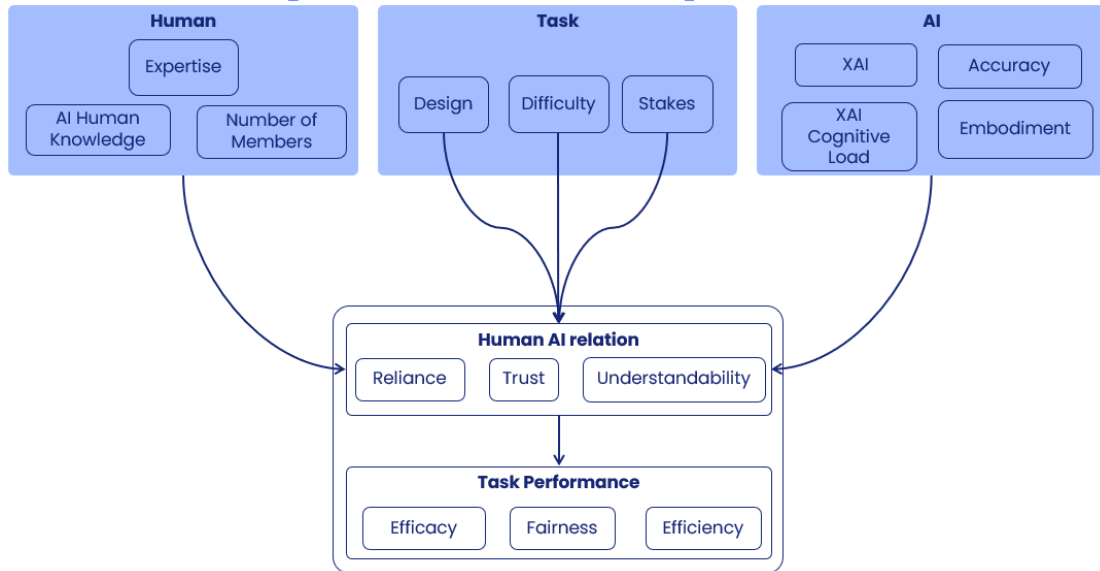 Human
Expertise
AI Human
Knowledge
Number of
Members
Task
Design
Difficulty
Stakes
AI
XAI
Accuracy
XAI
Cognitive
Load
Embodiment
Human AI relation
Reliance
Trust
Understandability
Task Performance
Efficacy
Fairness
Efficiency